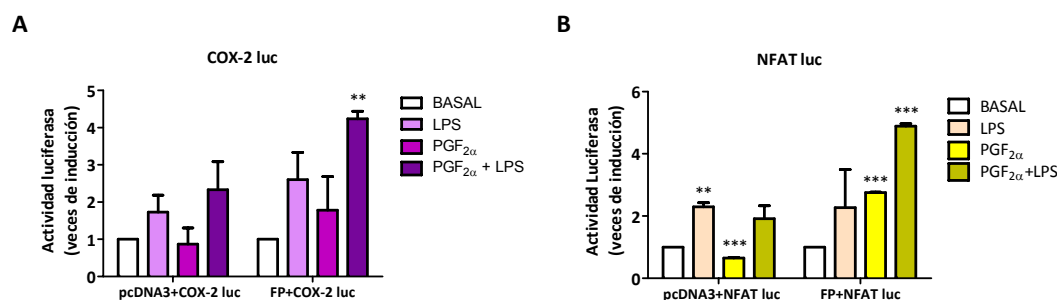 A
COX-2 luc
Actividad luciferasa
(veces de inducción)
5
4
3
2
1
0
**
pcDNA3+COX-2 luc
FP+COX-2 luc
BASAL
LPS
PGF2α
PGF2α + LPS
B
NFAT luc
Actividad Luciferasa
(veces de inducción)
6
4
2
0
**
***
***
***
pcDNA3+NFAT luc
FP+NFAT luc
BASAL
LPS
PGF2α
PGF2α+LPS